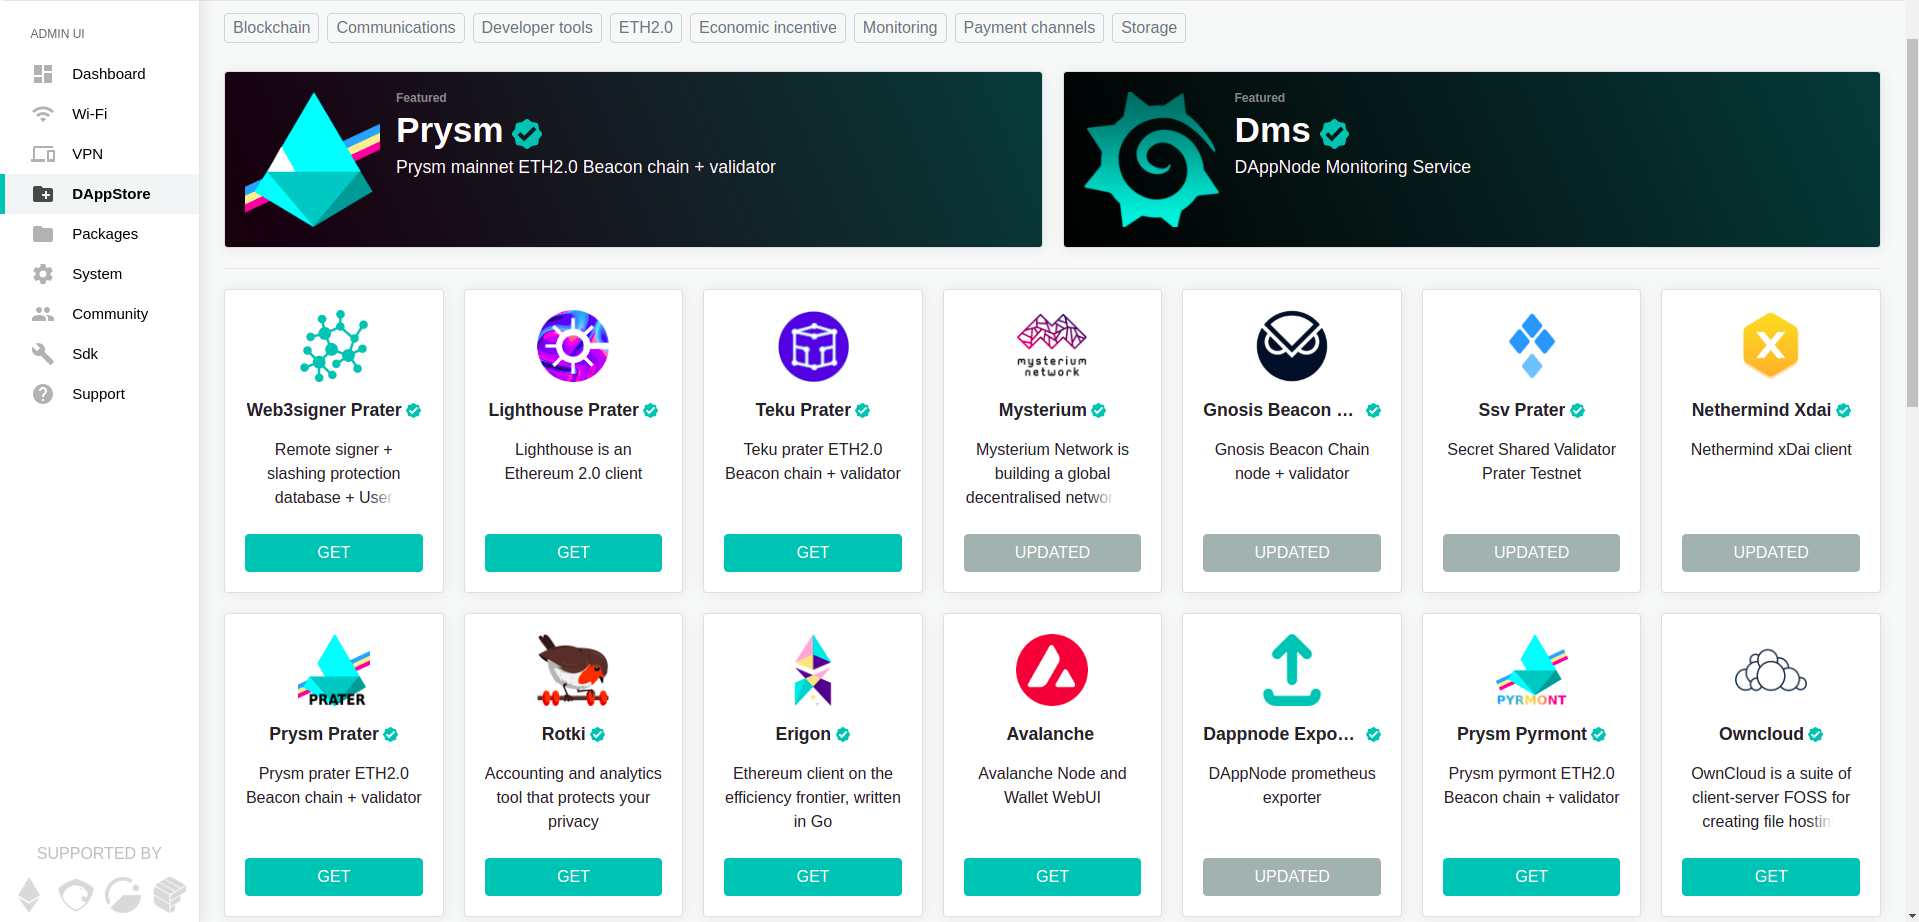 ADMIN UI
Dashboard
Wi-Fi
VPN
DAppStore
Packages
System
Community
Sdk
Support
SUPPORTED BY
Blockchain
Communications
Developer tools
ETH2.0
Economic incentive
Monitoring
Payment channels
Storage
Featured
Prysm
Prysm mainnet ETH2.0 Beacon chain + validator
Featured
Dms
DAppNode Monitoring Service
Web3signer Prater
Remote signer +
slashing protection
database + User
GET
Lighthouse Prater
Lighthouse is an
Ethereum 2.0 client
GET
Teku Prater
Teku prater ETH2.0
Beacon chain + validator
GET
mysterium
network
Mysterium
Mysterium Network is
building a global
decentralised networ
UPDATED
Gnosis Beacon ...
Gnosis Beacon Chain
node + validator
UPDATED
Ssv Prater
Secret Shared Validator
Prater Testnet
UPDATED
X
Nethermind Xdai
Nethermind xDai client
UPDATED
PRATER
Prysm Prater
Prysm prater ETH2.0
Beacon chain + validator
GET
Rotki
Accounting and analytics
tool that protects your
privacy
GET
Erigon
Ethereum client on the
efficiency frontier, written
in Go
GET
Avalanche
Avalanche Node and
Wallet WebUI
GET
Dappnode Expo...
DAppNode prometheus
exporter
UPDATED
PYRMONT
Prysm Pyrmont
Prysm pyrmont ETH2.0
Beacon chain + validator
GET
Owncloud
OwnCloud is a suite of
client-server FOSS for
creating file hostin
GET